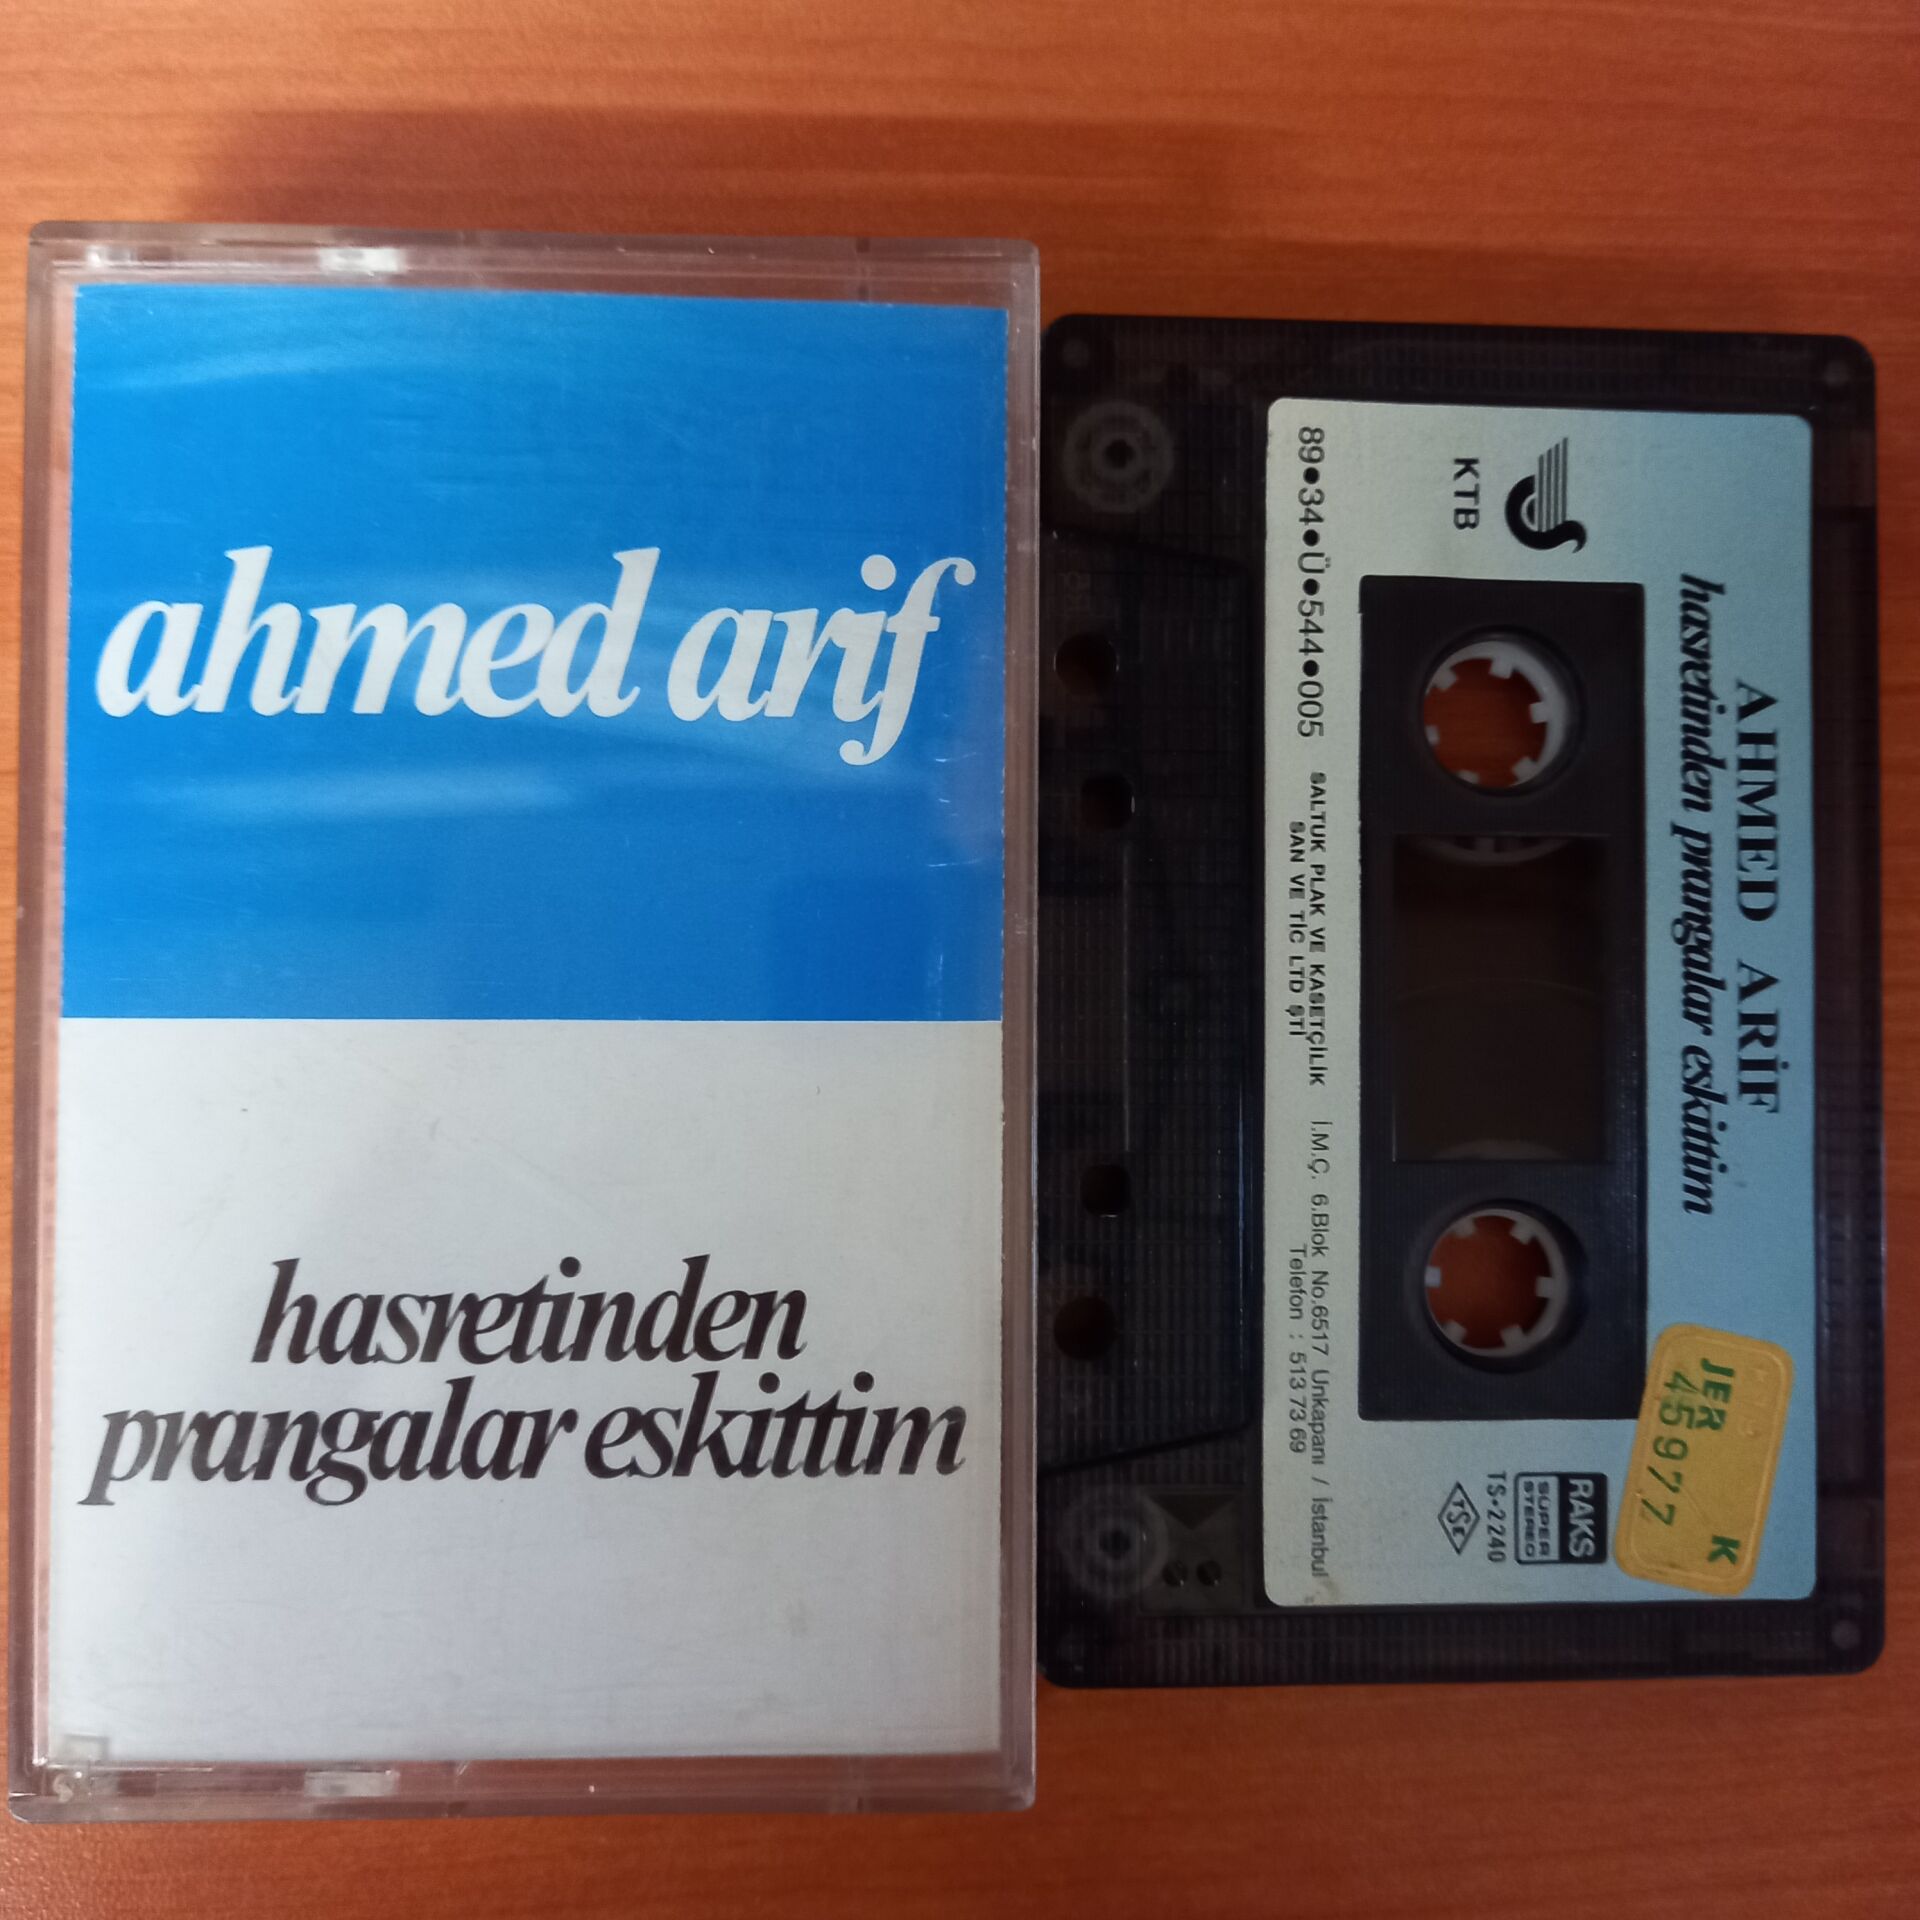 ahmed arif
hasretinden
prangalar eskittim
AHMED ARİF
hasretinden prangalar eskittim
KTB
89•34•Ü•544•005
SALTUK PLAK VE KASETÇİLİK
SAN VE TİC LTD ŞTİ
İ.M.Ç. 6.Blok No.6517 Unkapanı / İstanbul
Telefon : 513 73 69
RAKS
SUPER
STEREO
TS•2240
TSE
K
JER
45977
K